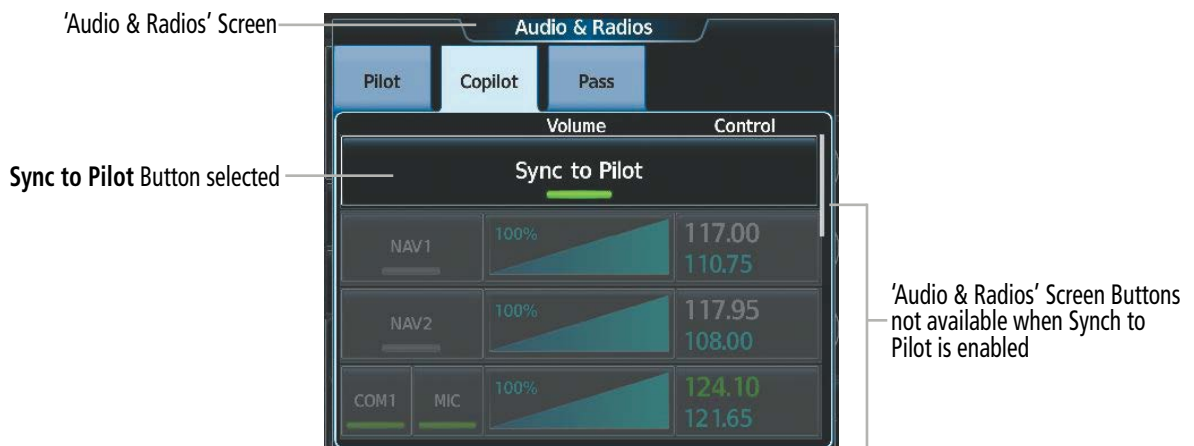 'Audio & Radios' Screen
Audio & Radios
Pilot Copilot Pass
Volume Control
Sync to Pilot Button selected
Sync to Pilot
NAV1 100% 117.00
110.75
NAV2 100% 117.95
108.00
COM1 MIC 100% 124.10
121.65
'Audio & Radios' Screen Buttons
not available when Synch to
Pilot is enabled